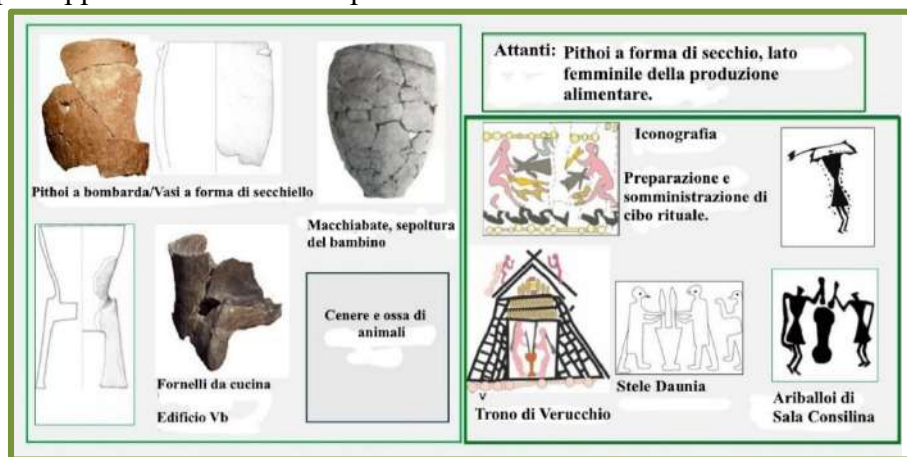 Attanti: Pithoi a forma di secchio, lato
femminile della produzione
alimentare.
Pithoi a bombarda/Vasi a forma di secchiello
Macchiabate, sepoltura
del bambino
Cenere e ossa di
animali
Fornelli da cucina
Edificio Vb
Iconografia
Preparazione e
somministrazione di
cibo rituale.
Trono di Verucchio
Stele Daunia
Ariballoi di
Sala Consilina